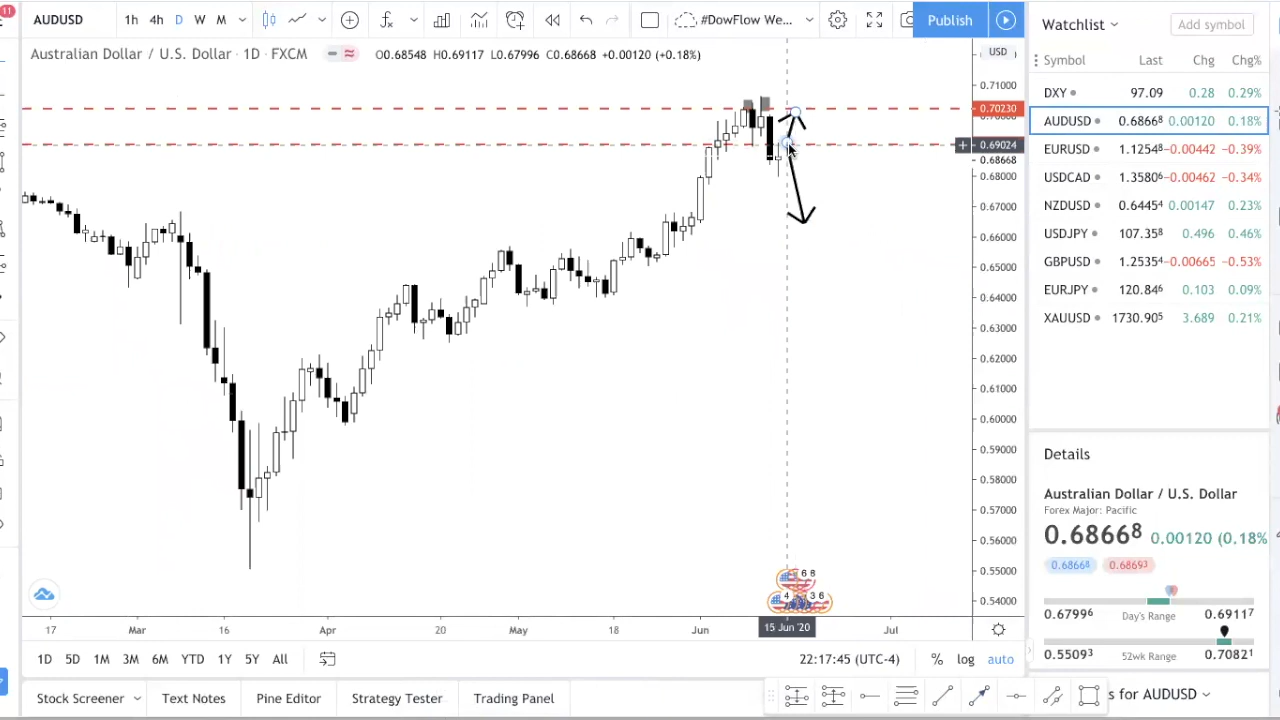 11
AUDUSD 1h 4h D W M #DowFlow We... Publish
Australian Dollar / U.S. Dollar · 1D · FXCM O0.68548 H0.69117 L0.67996 C0.68668 +0.00120 (+0.18%)
USD
0.71000
0.70230
0.70000
0.69024
0.68668
0.68000
0.67000
0.66000
0.65000
0.64000
0.63000
0.62000
0.61000
0.60000
0.59000
0.58000
0.57000
0.56000
0.55000
0.54000
6 8
4 3 6
17 Mar 16 Apr 20 May 18 Jun 15 Jun '20 Jul
1D 5D 1M 3M 6M YTD 1Y 5Y All 22:17:45 (UTC-4) % log auto
Stock Screener Text Notes Pine Editor Strategy Tester Trading Panel
Watchlist Add symbol
Symbol Last Chg Chg%
DXY 97.09 0.28 0.29%
AUDUSD 0.68668 0.00120 0.18%
EURUSD 1.12548 −0.00442 −0.39%
USDCAD 1.35806 −0.00462 −0.34%
NZDUSD 0.64454 0.00147 0.23%
USDJPY 107.358 0.496 0.46%
GBPUSD 1.25354 −0.00665 −0.53%
EURJPY 120.846 0.103 0.09%
XAUUSD 1730.905 3.689 0.21%
Details
Australian Dollar / U.S. Dollar
Forex Major: Pacific
0.68668 0.00120 (0.18%
0.68668 0.68693
0.67996 Day's Range 0.69117
0.55093 52wk Range 0.70821
s for AUDUSD